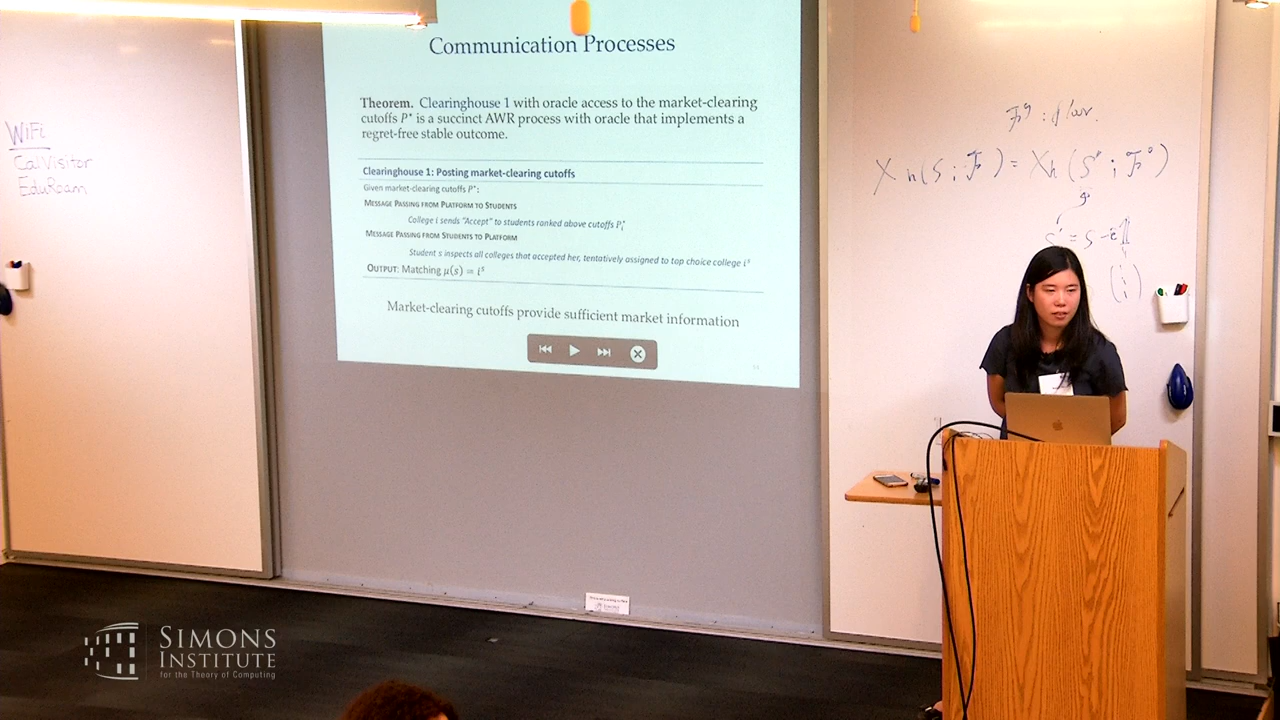 WiFi
CalVisitor
EduRoam
Communication Processes
Theorem. Clearinghouse 1 with oracle access to the market-clearing
cutoffs P* is a succinct AWR process with oracle that implements a
regret-free stable outcome.
Clearinghouse 1: Posting market-clearing cutoffs
Given market-clearing cutoffs P*:
MESSAGE PASSING FROM PLATFORM TO STUDENTS
College i sends "Accept" to students ranked above cutoffs P*i
MESSAGE PASSING FROM STUDENTS TO PLATFORM
Student s inspects all colleges that accepted her, tentatively assigned to top choice college i^s
OUTPUT: Matching μ(s) = i^s
Market-clearing cutoffs provide sufficient market information
SIMONS
INSTITUTE
for the Theory of Computing